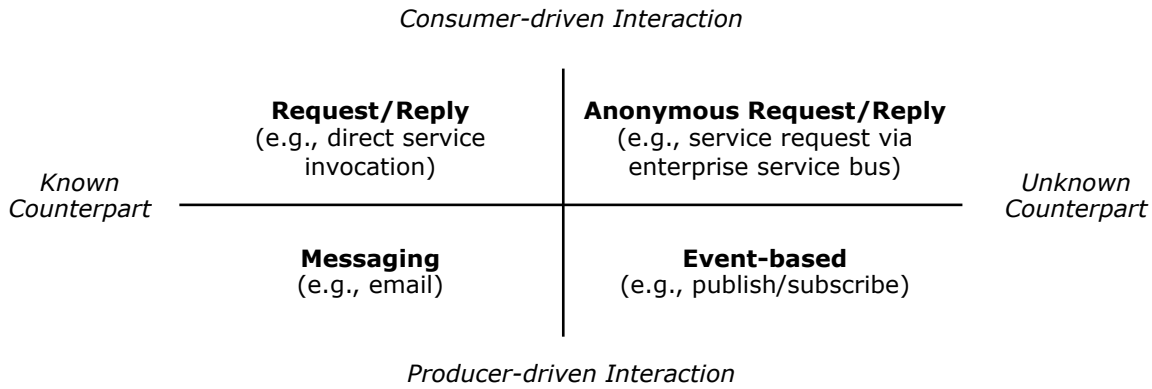 Consumer-driven Interaction
Request/Reply
(e.g., direct service
invocation)
Anonymous Request/Reply
(e.g., service request via
enterprise service bus)
Known
Counterpart
Unknown
Counterpart
Messaging
(e.g., email)
Event-based
(e.g., publish/subscribe)
Producer-driven Interaction